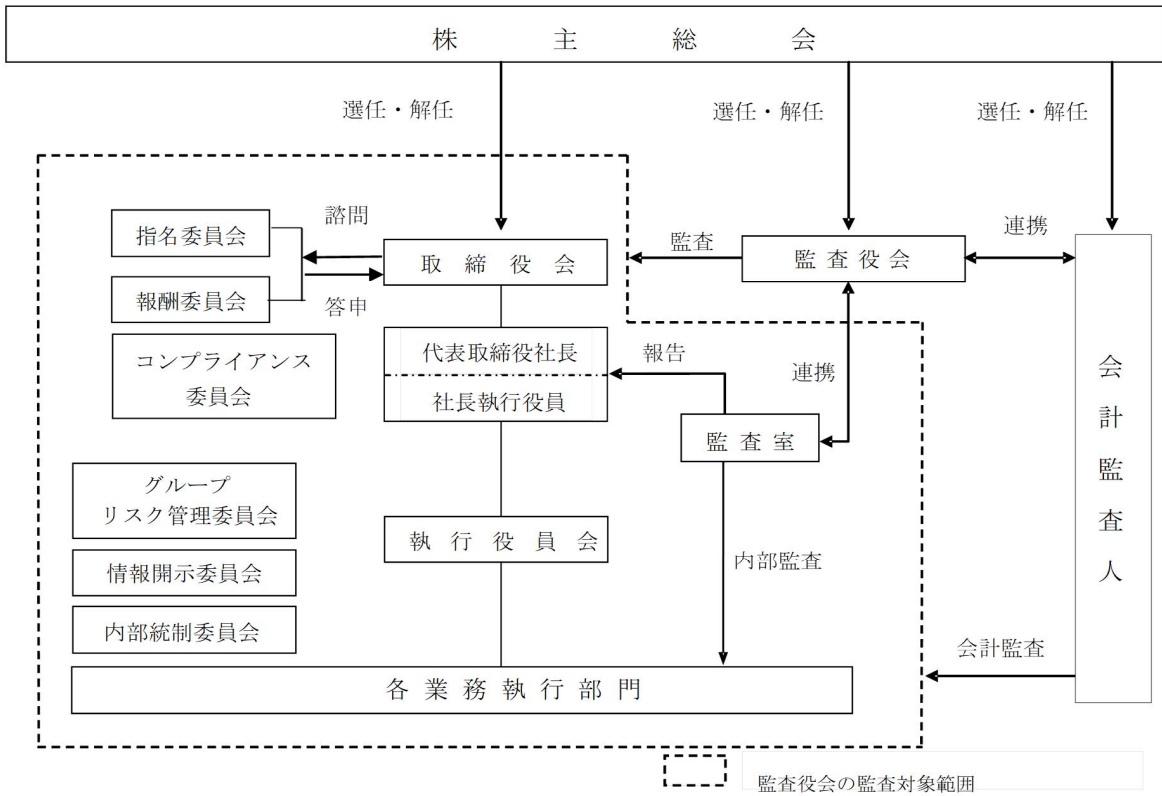 株主総会
選任・解任
選任・解任
選任・解任
指名委員会
諮問
取締役会
監査
監査役会
連携
報酬委員会
答申
コンプライアンス
委員会
代表取締役社長
社長執行役員
報告
連携
監査室
会計監査人
グループ
リスク管理委員会
執行役員会
情報開示委員会
内部監査
内部統制委員会
会計監査
各業務執行部門
監査役会の監査対象範囲